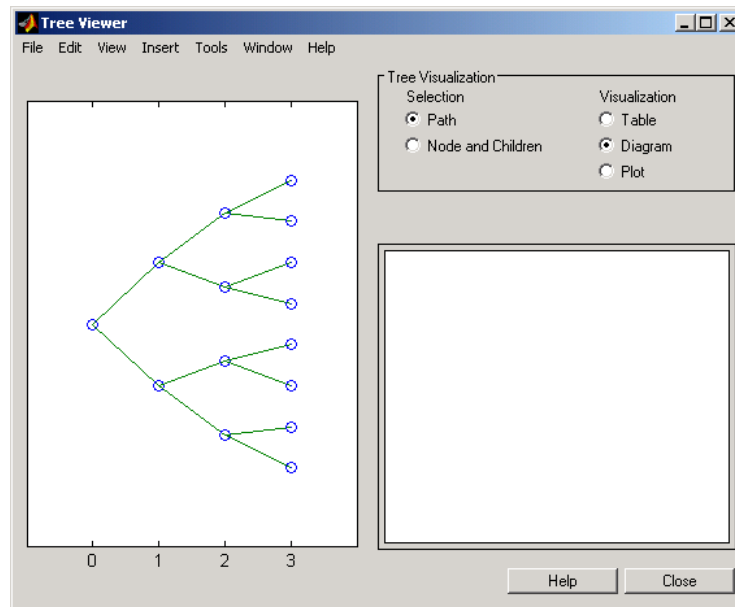 Tree Viewer
File Edit View Insert Tools Window Help
Tree Visualization
Selection
Visualization
Path
Table
Node and Children
Diagram
Plot
0 1 2 3
Help
Close